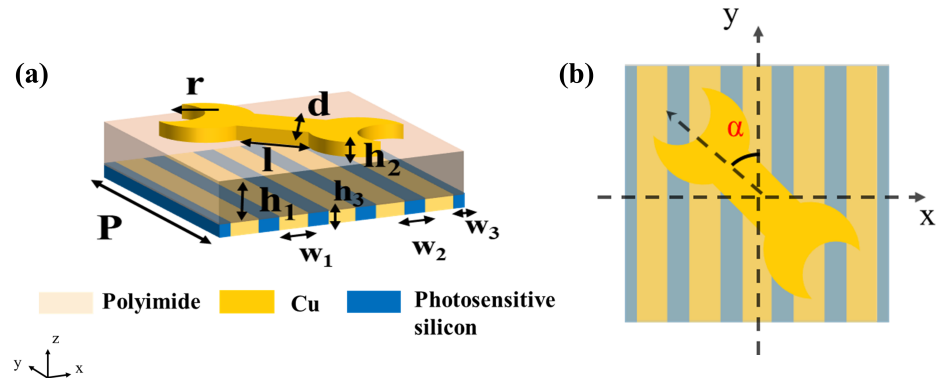 (a)
r
d
l
h₂
h₁
h₃
P
w₁
w₂
w₃
Polyimide
Cu
Photosensitive
silicon
z
y
x
(b)
y
α
x